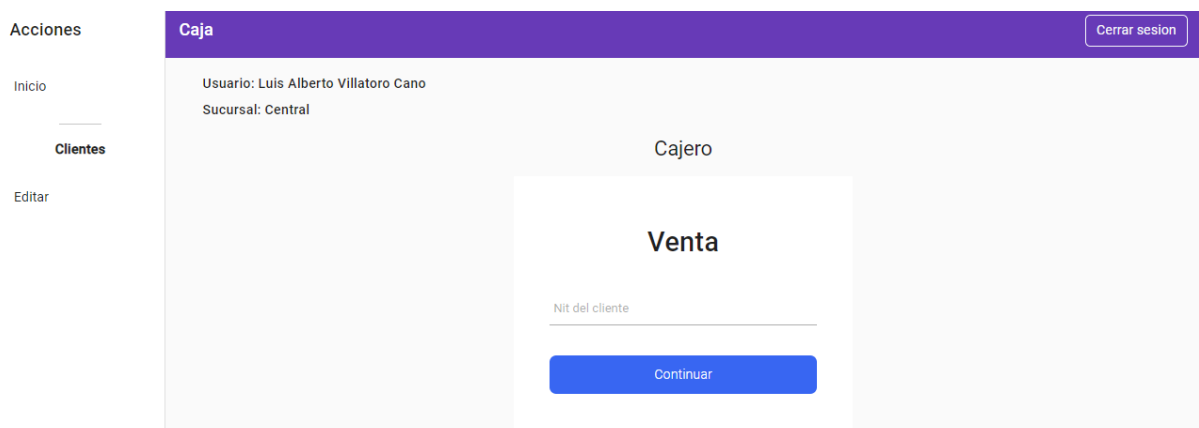 Acciones
Inicio
Clientes
Editar
Caja
Cerrar sesion
Usuario: Luis Alberto Villatoro Cano
Sucursal: Central
Cajero
Venta
Nit del cliente
Continuar